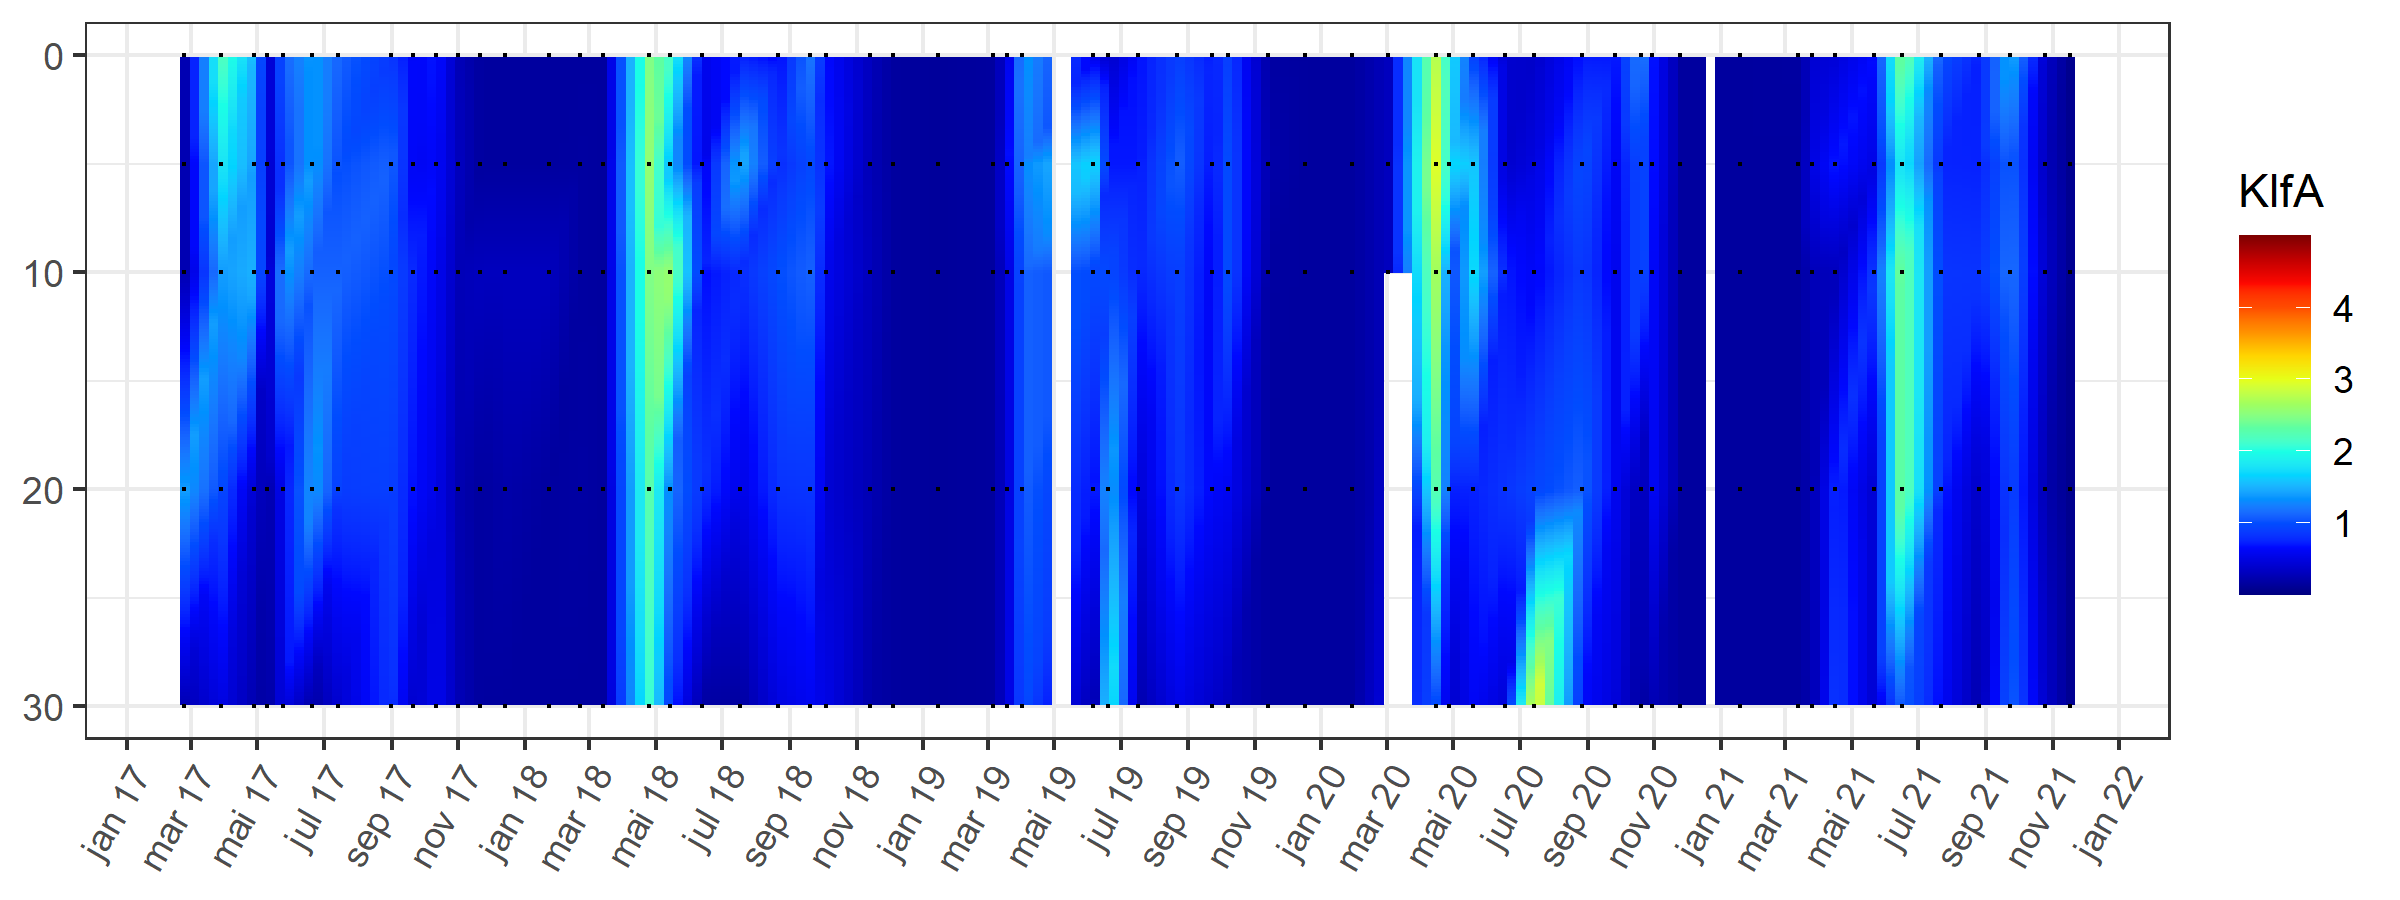 0
10
20
30
jan 17
mar 17
mai 17
jul 17
sep 17
nov 17
jan 18
mar 18
mai 18
jul 18
sep 18
nov 18
jan 19
mar 19
mai 19
jul 19
sep 19
nov 19
jan 20
mar 20
mai 20
jul 20
sep 20
nov 20
jan 21
mar 21
mai 21
jul 21
sep 21
nov 21
jan 22
KlfA
4
3
2
1